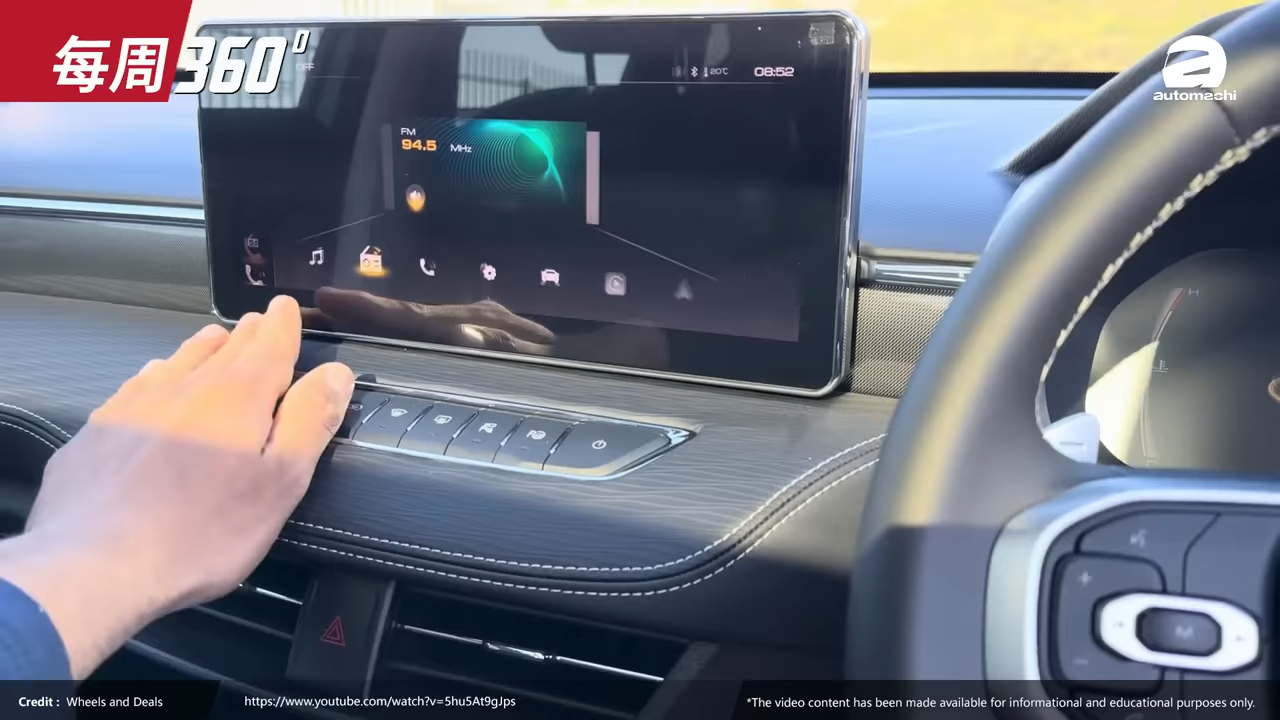 每周360°
automachi
OFF
20℃ 08:52
FM
94.5 MHz
H
M
Credit : Wheels and Deals
https://www.youtube.com/watch?v=5hu5At9gJps
*The video content has been made available for informational and educational purposes only.